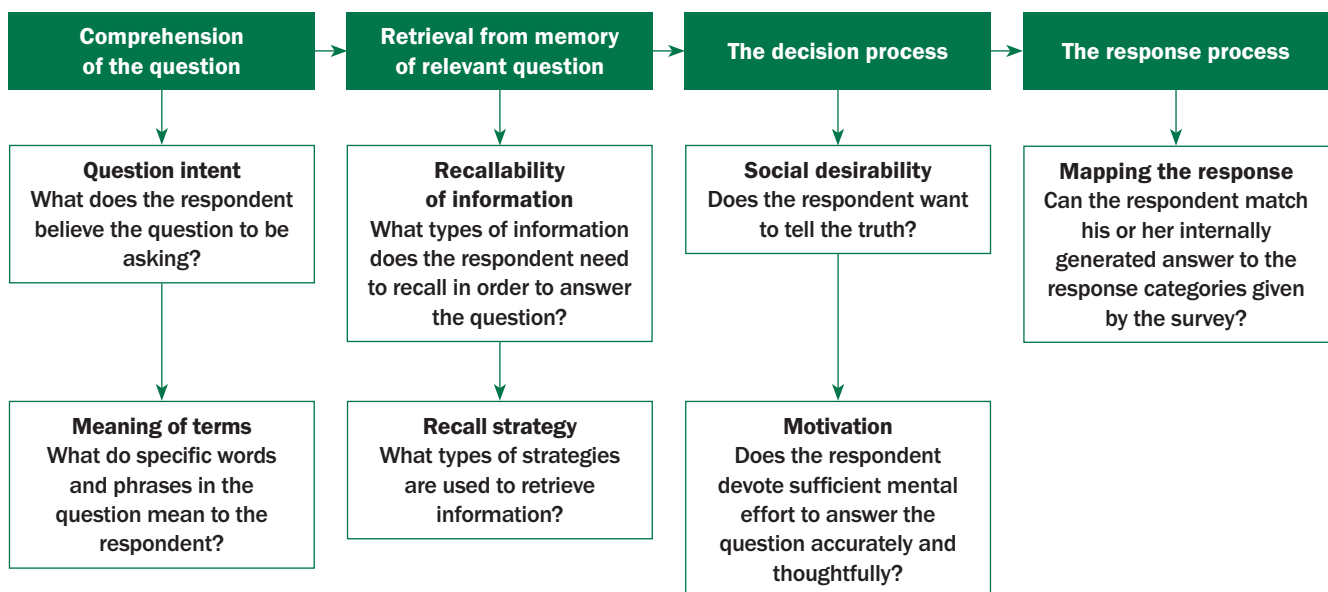 Comprehension
of the question
Retrieval from memory
of relevant question
The decision process
The response process
Question intent
What does the respondent
believe the question to be
asking?
Meaning of terms
What do specific words
and phrases in the
question mean to the
respondent?
Recallability
of information
What types of information
does the respondent need
to recall in order to answer
the question?
Recall strategy
What types of strategies
are used to retrieve
information?
Social desirability
Does the respondent want
to tell the truth?
Motivation
Does the respondent
devote sufficient mental
effort to answer the
question accurately and
thoughtfully?
Mapping the response
Can the respondent match
his or her internally
generated answer to the
response categories given
by the survey?